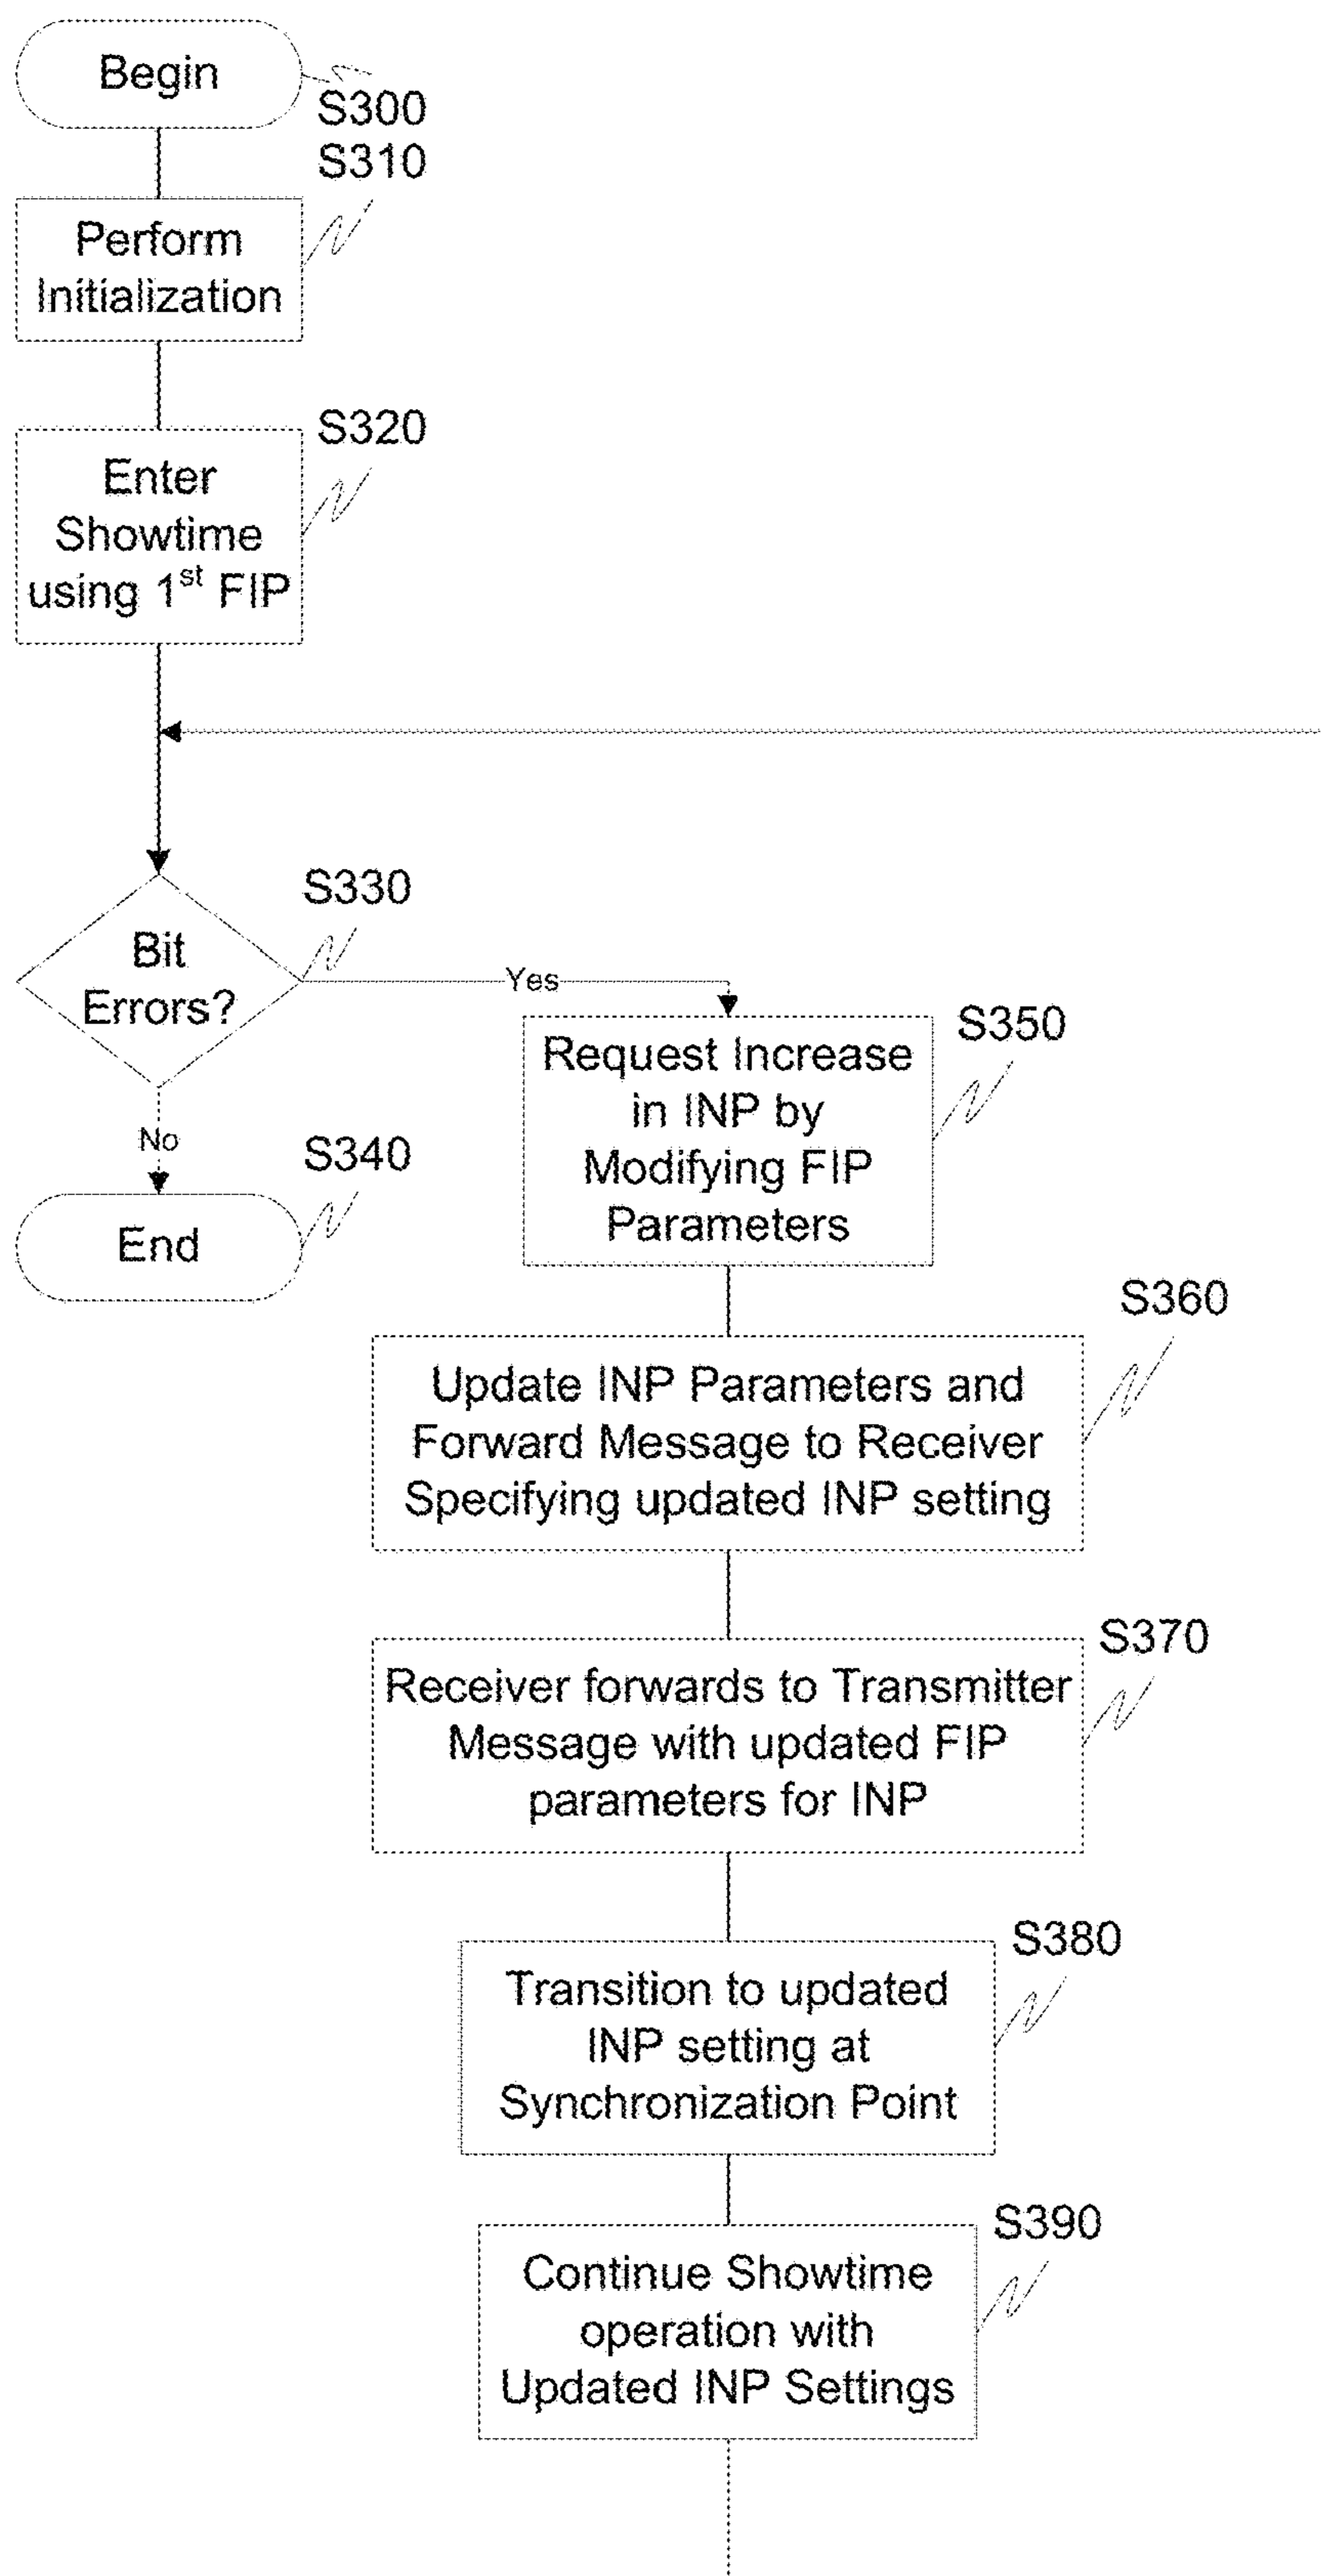 Begin
S300
S310
Perform
Initialization
S320
Enter
Showtime
using 1st FIP
S330
Bit
Errors?
Yes
No
S340
End
S350
Request Increase
in INP by
Modifying FIP
Parameters
S360
Update INP Parameters and
Forward Message to Receiver
Specifying updated INP setting
S370
Receiver forwards to Transmitter
Message with updated FIP
parameters for INP
S380
Transition to updated
INP setting at
Synchronization Point
S390
Continue Showtime
operation with
Updated INP Settings